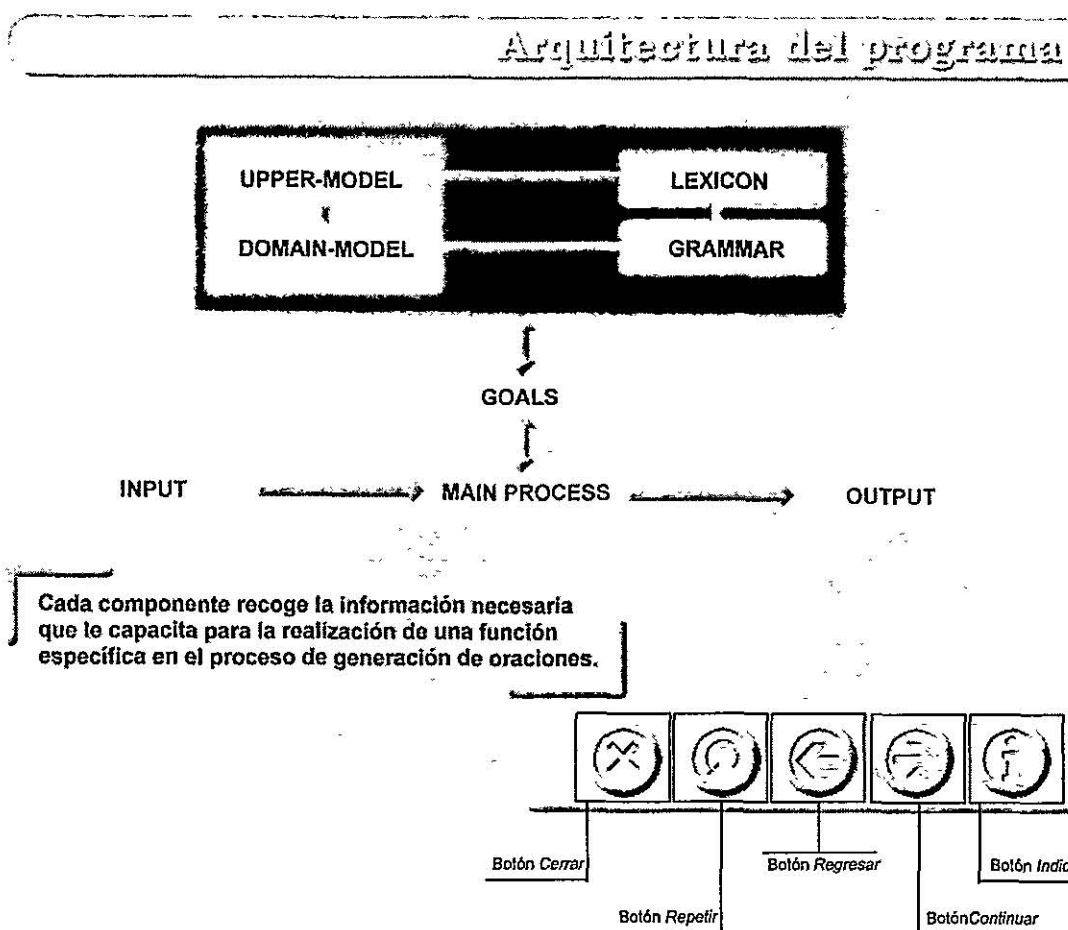 Arquitectura del programa
UPPER-MODEL
LEXICON
DOMAIN-MODEL
GRAMMAR
GOALS
INPUT
MAIN PROCESS
OUTPUT
Cada componente recoge la información necesaria
que le capacita para la realización de una función
específica en el proceso de generación de oraciones.
Botón Cerrar
Botón Regresar
Botón
Botón Repetir
BotónContinuar